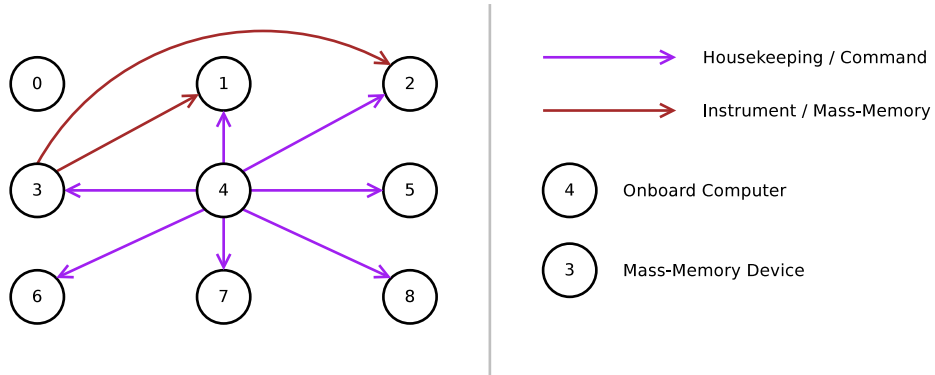 0 1 2
3 4 5
6 7 8
Housekeeping / Command
Instrument / Mass-Memory
4 Onboard Computer
3 Mass-Memory Device